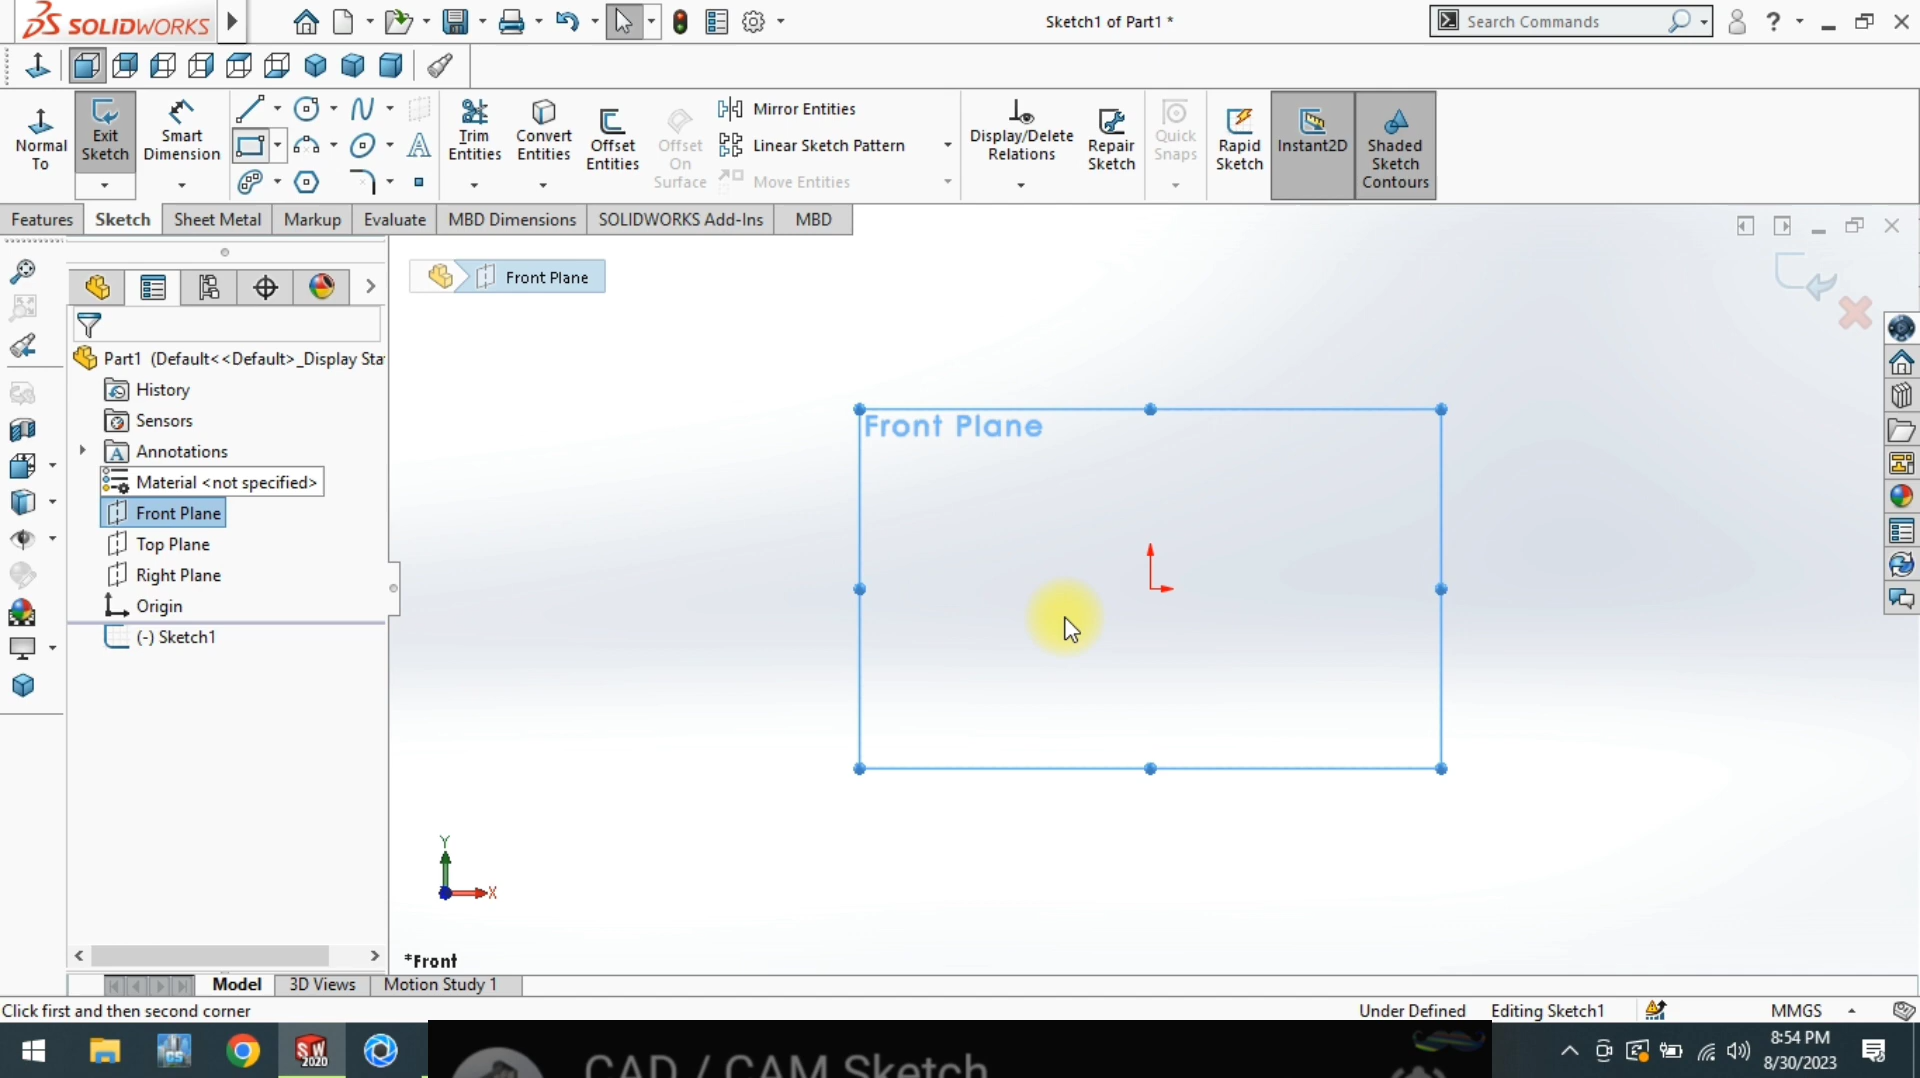 SOLIDWORKS
Sketch1 of Part1 *
Search Commands
?
Normal To
Exit Sketch
Smart Dimension
Trim Entities
Convert Entities
Offset Entities
Offset On Surface
Mirror Entities
Linear Sketch Pattern
Move Entities
Display/Delete Relations
Repair Sketch
Quick Snaps
Rapid Sketch
Instant2D
Shaded Sketch Contours
Features
Sketch
Sheet Metal
Markup
Evaluate
MBD Dimensions
SOLIDWORKS Add-Ins
MBD
Front Plane
Part1 (Default<<Default>_Display Sta
History
Sensors
Annotations
Material <not specified>
Front Plane
Top Plane
Right Plane
Origin
(-) Sketch1
Front Plane
Y
X
*Front
Model
3D Views
Motion Study 1
Click first and then second corner
Under Defined
Editing Sketch1
MMGS
SW
2020
CAD / CAM Sketch
8:54 PM
8/30/2023